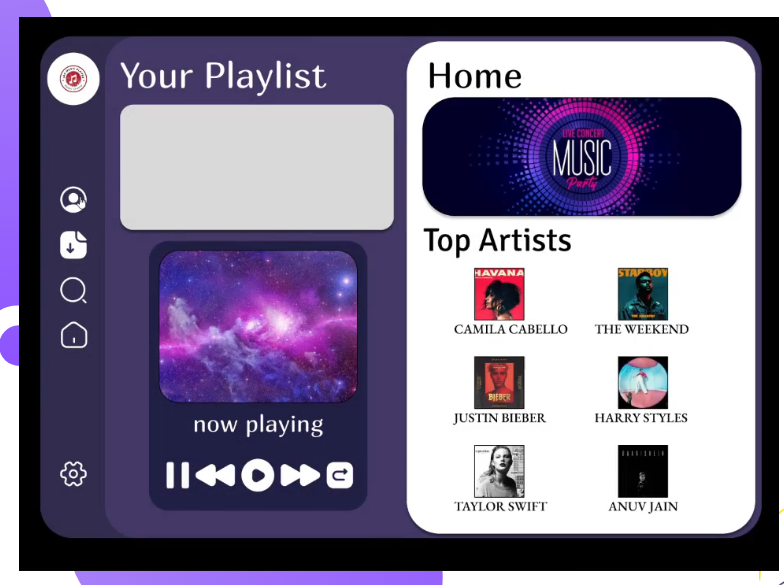 Your Playlist
now playing
Home
LIVE CONCERT
MUSIC
Party
Top Artists
HAVANA
CAMILA CABELLO
STARBOY
THE WEEKEND
BIEBER
JUSTIN BIEBER
HARRY STYLES
TAYLOR SWIFT
ANUV JAIN